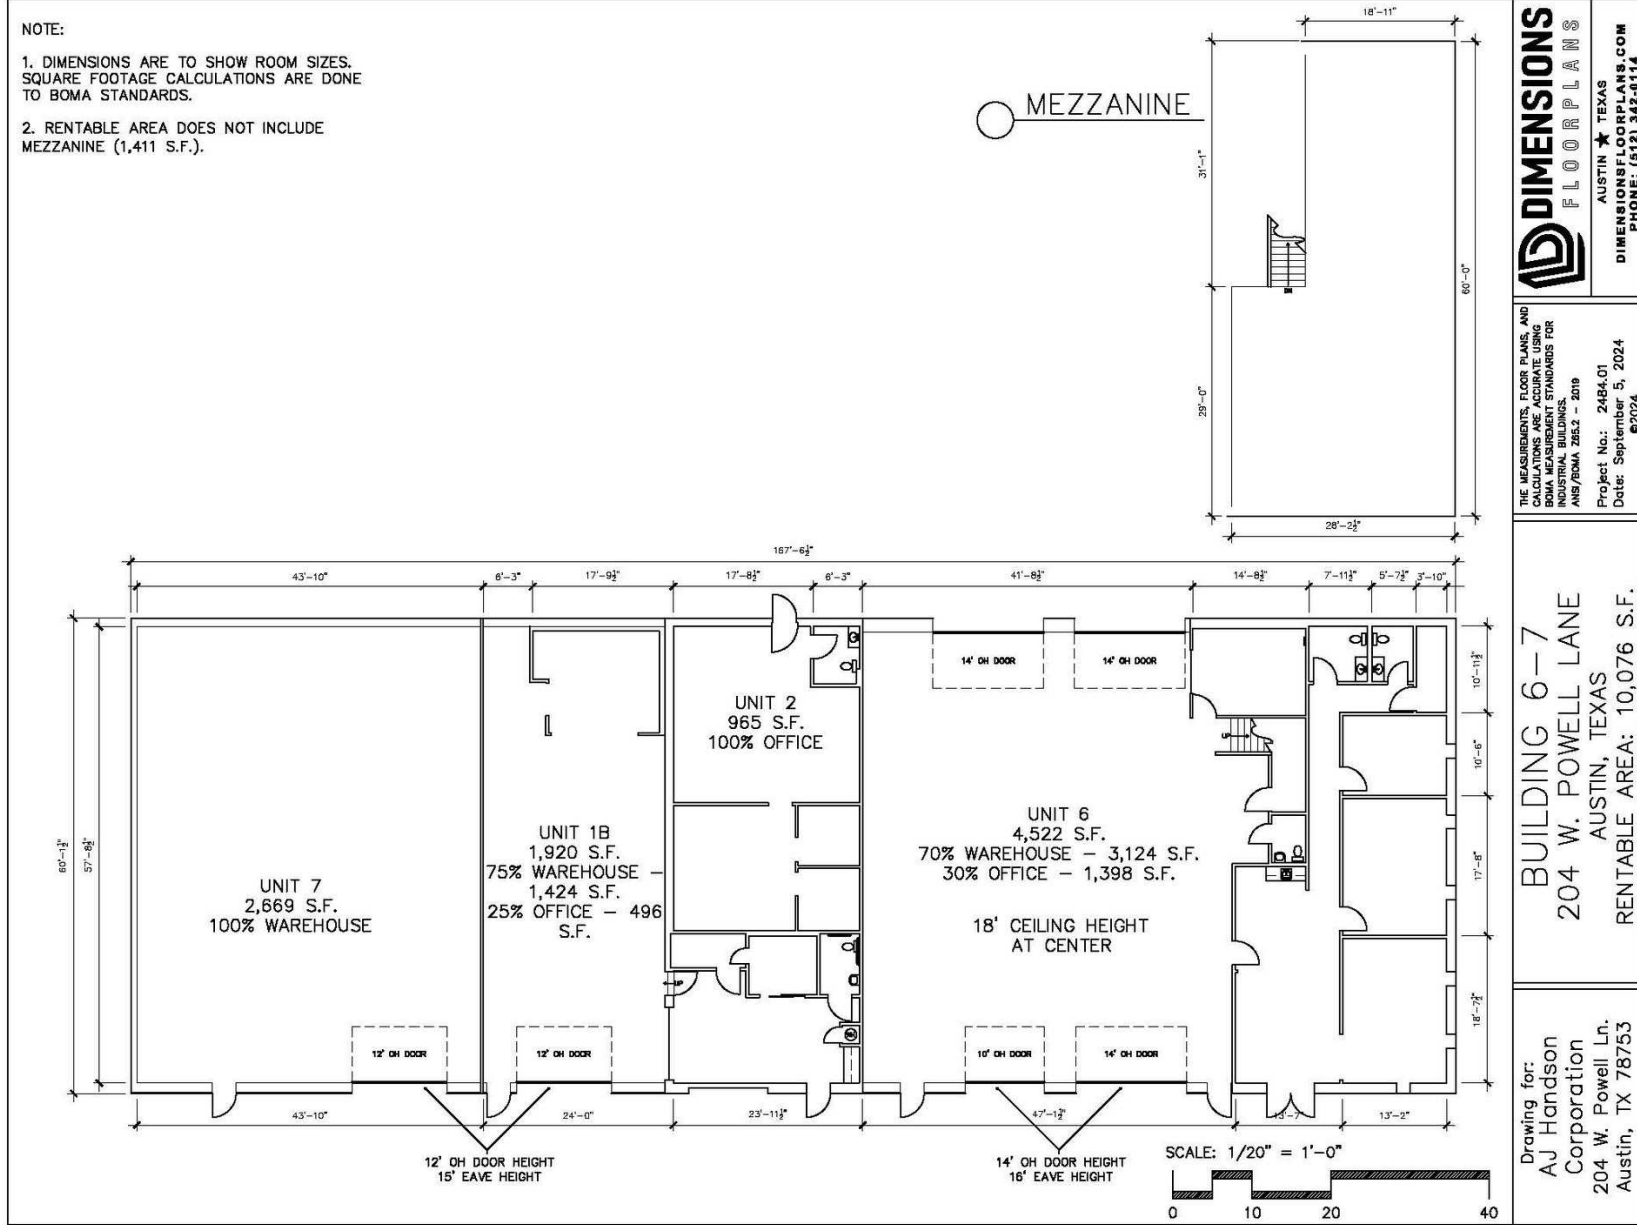 NOTE:
1. DIMENSIONS ARE TO SHOW ROOM SIZES.
SQUARE FOOTAGE CALCULATIONS ARE DONE
TO BOMA STANDARDS.
2. RENTABLE AREA DOES NOT INCLUDE
MEZZANINE (1,411 S.F.).
MEZZANINE
18'-11"
31'-1"
60'-0"
29'-0"
28'-2½"
DN
167'-6½"
43'-10"
6'-3"
17'-9½"
17'-8½"
6'-3"
41'-8½"
14'-8½"
7'-11½"
5'-7½"
3'-10"
60'-1½"
57'-8½"
10'-11½"
10'-6"
17'-8"
18'-7½"
UNIT 7
2,669 S.F.
100% WAREHOUSE
12' OH DOOR
UNIT 1B
1,920 S.F.
75% WAREHOUSE –
1,424 S.F.
25% OFFICE – 496
S.F.
12' OH DOOR
UNIT 2
965 S.F.
100% OFFICE
UP
14' OH DOOR
14' OH DOOR
UNIT 6
4,522 S.F.
70% WAREHOUSE – 3,124 S.F.
30% OFFICE – 1,398 S.F.
18' CEILING HEIGHT
AT CENTER
UP
10' OH DOOR
14' OH DOOR
43'-10"
24'-0"
23'-11½"
47'-1½"
13'-7"
13'-2"
12' OH DOOR HEIGHT
15' EAVE HEIGHT
14' OH DOOR HEIGHT
16' EAVE HEIGHT
SCALE: 1/20" = 1'-0"
0 10 20 40
DIMENSIONS
FLOORPLANS
AUSTIN ★ TEXAS
DIMENSIONSFLOORPLANS.COM
PHONE: (512) 342-0114
THE MEASUREMENTS, FLOOR PLANS, AND
CALCULATIONS ARE ACCURATE USING
BOMA MEASUREMENT STANDARDS FOR
INDUSTRIAL BUILDINGS.
ANSI/BOMA Z65.2 – 2019
Project No.: 2484.01
Date: September 5, 2024
©2024
BUILDING 6–7
204 W. POWELL LANE
AUSTIN, TEXAS
RENTABLE AREA: 10,076 S.F.
Drawing for:
AJ Handson
Corporation
204 W. Powell Ln.
Austin, TX 78753